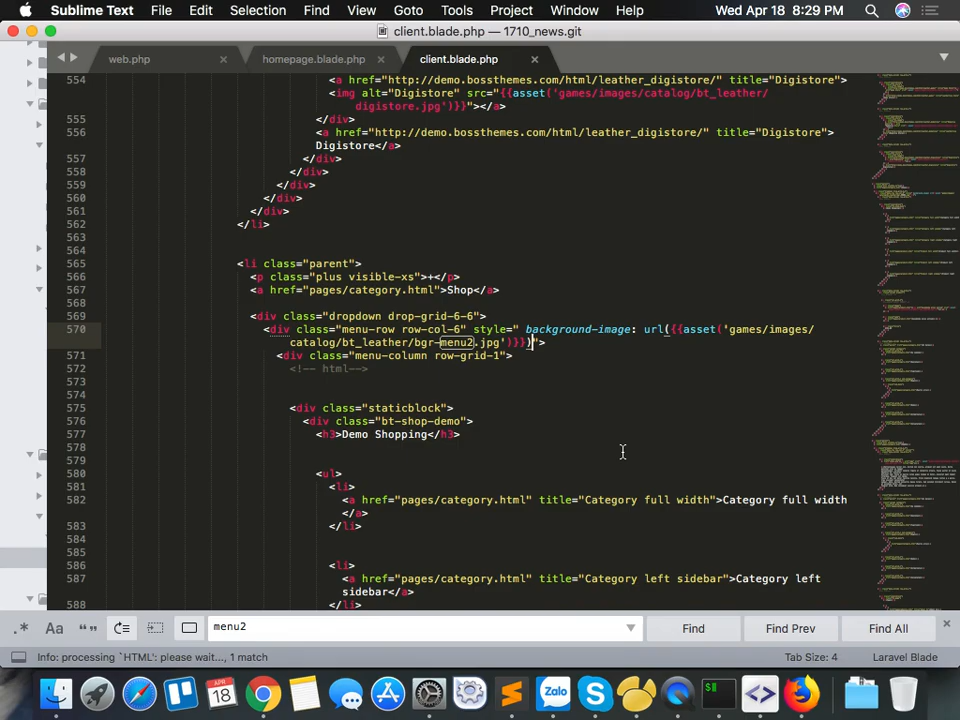 Sublime Text File Edit Selection Find View Goto Tools Project Window Help Wed Apr 18 8:29 PM
client.blade.php — 1710_news.git
web.php × homepage.blade.php × client.blade.php ×
554 <a href="http://demo.bossthemes.com/html/leather_digistore/" title="Digistore">
<img alt="Digistore" src="{{asset('games/images/catalog/bt_leather/
digistore.jpg')}}"></a>
555 </div>
556 <a href="http://demo.bossthemes.com/html/leather_digistore/" title="Digistore">
Digistore</a>
557 </div>
558 </div>
559 </div>
560 </div>
561 </div>
562 </li>
563
564
565 <li class="parent">
566 <p class="plus visible-xs">+</p>
567 <a href="pages/category.html">Shop</a>
568
569 <div class="dropdown drop-grid-6-6">
570 <div class="menu-row row-col-6" style=" background-image: url({{asset('games/images/
catalog/bt_leather/bgr-menu2.jpg')}})">
571 <div class="menu-column row-grid-1">
572 <!-- html-->
573
574
575 <div class="staticblock">
576 <div class="bt-shop-demo">
577 <h3>Demo Shopping</h3>
578
579
580 <ul>
581 <li>
582 <a href="pages/category.html" title="Category full width">Category full width
</a>
583 </li>
584
585
586 <li>
587 <a href="pages/category.html" title="Category left sidebar">Category left
sidebar</a>
588 </li>
.* Aa “” menu2 Find Find Prev Find All ×
Info: processing `HTML': please wait..., 1 match Tab Size: 4 Laravel Blade
APR
18
Zalo
$